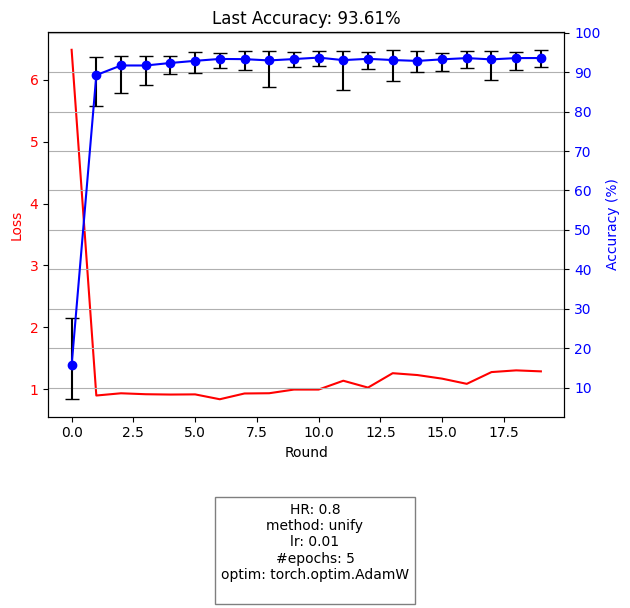 Last Accuracy: 93.61%
Loss
6
5
4
3
2
1
100
90
80
70
60
50
40
30
20
10
Accuracy (%)
0.0 2.5 5.0 7.5 10.0 12.5 15.0 17.5
Round
HR: 0.8
method: unify
lr: 0.01
#epochs: 5
optim: torch.optim.AdamW